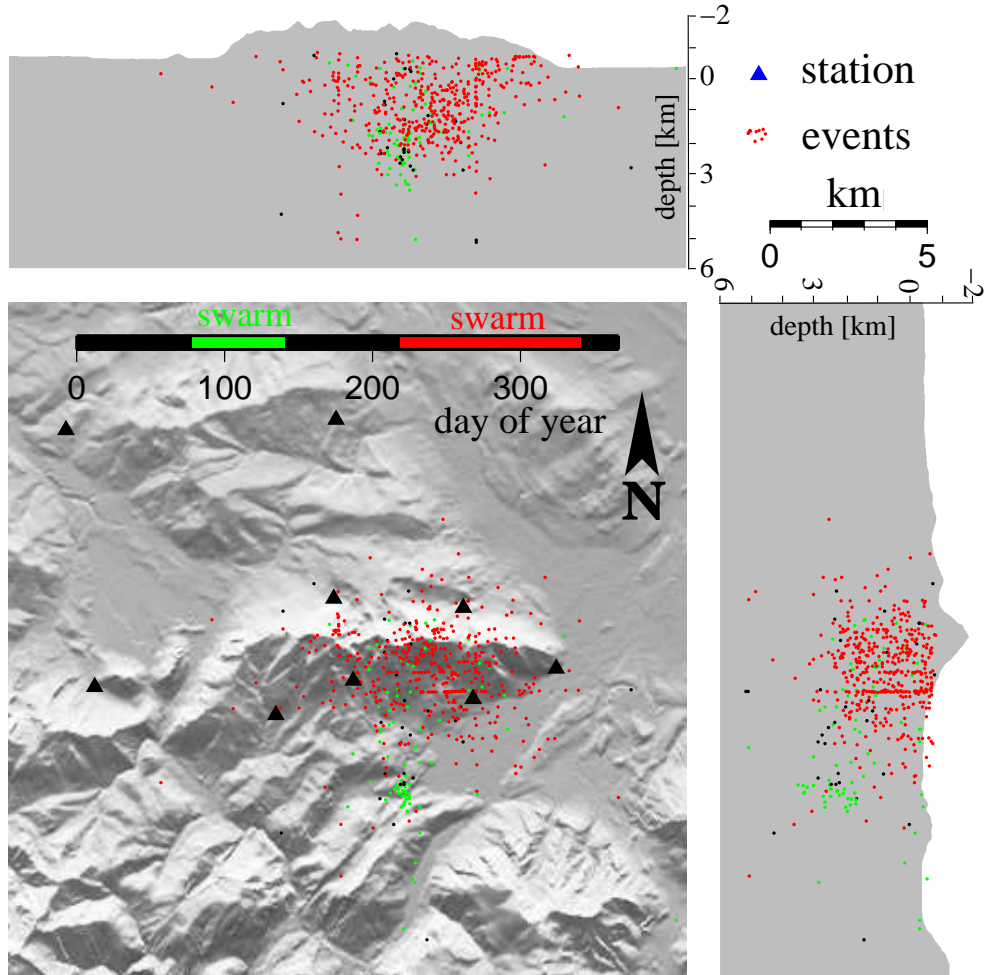 −2
0
3
6
depth [km]
station
events
km
0 5
6 3 0 −2
depth [km]
swarm swarm
0 100 200 300
day of year
N